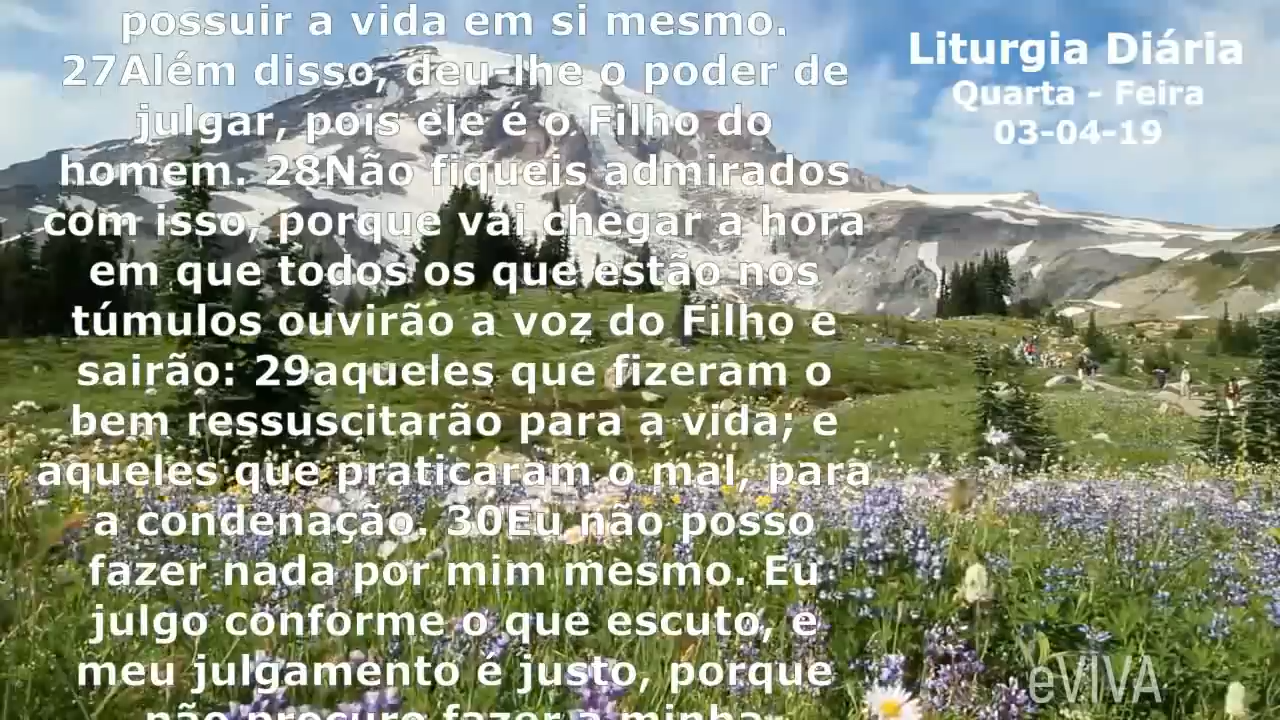 possuir a vida em si mesmo.
27Além disso, deu-lhe o poder de
julgar, pois ele é o Filho do
homem. 28Não fiqueis admirados
com isso, porque vai chegar a hora
em que todos os que estão nos
túmulos ouvirão a voz do Filho e
sairão: 29aqueles que fizeram o
bem ressuscitarão para a vida; e
aqueles que praticaram o mal, para
a condenação. 30Eu não posso
fazer nada por mim mesmo. Eu
julgo conforme o que escuto, e
meu julgamento é justo, porque
não procuro fazer a minha
Liturgia Diária
Quarta - Feira
03-04-19
eVIVA